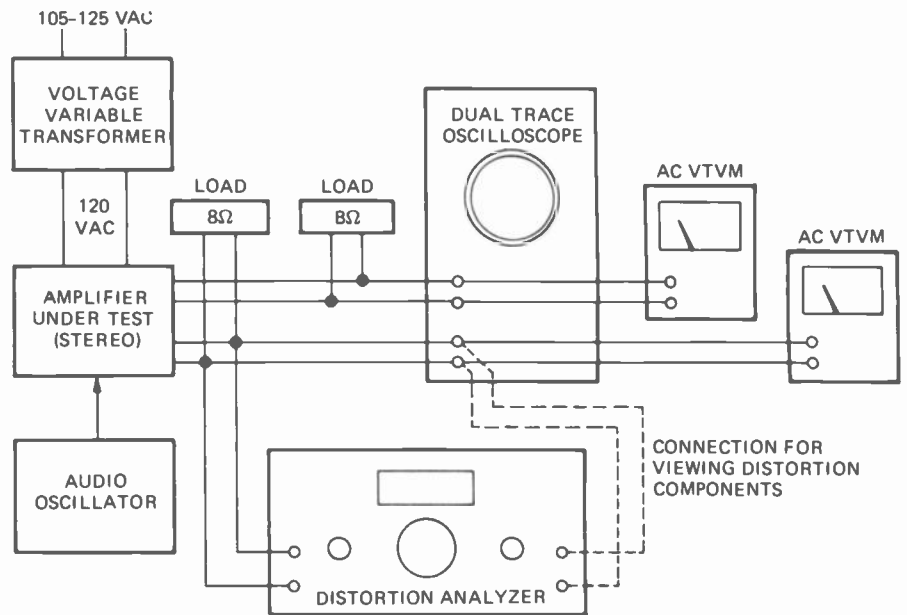 105-125 VAC
VOLTAGE
VARIABLE
TRANSFORMER
120
VAC
LOAD
8Ω
LOAD
BΩ
DUAL TRACE
OSCILLOSCOPE
AC VTVM
AC VTVM
AMPLIFIER
UNDER TEST
(STEREO)
AUDIO
OSCILLATOR
CONNECTION FOR
VIEWING DISTORTION
COMPONENTS
DISTORTION ANALYZER